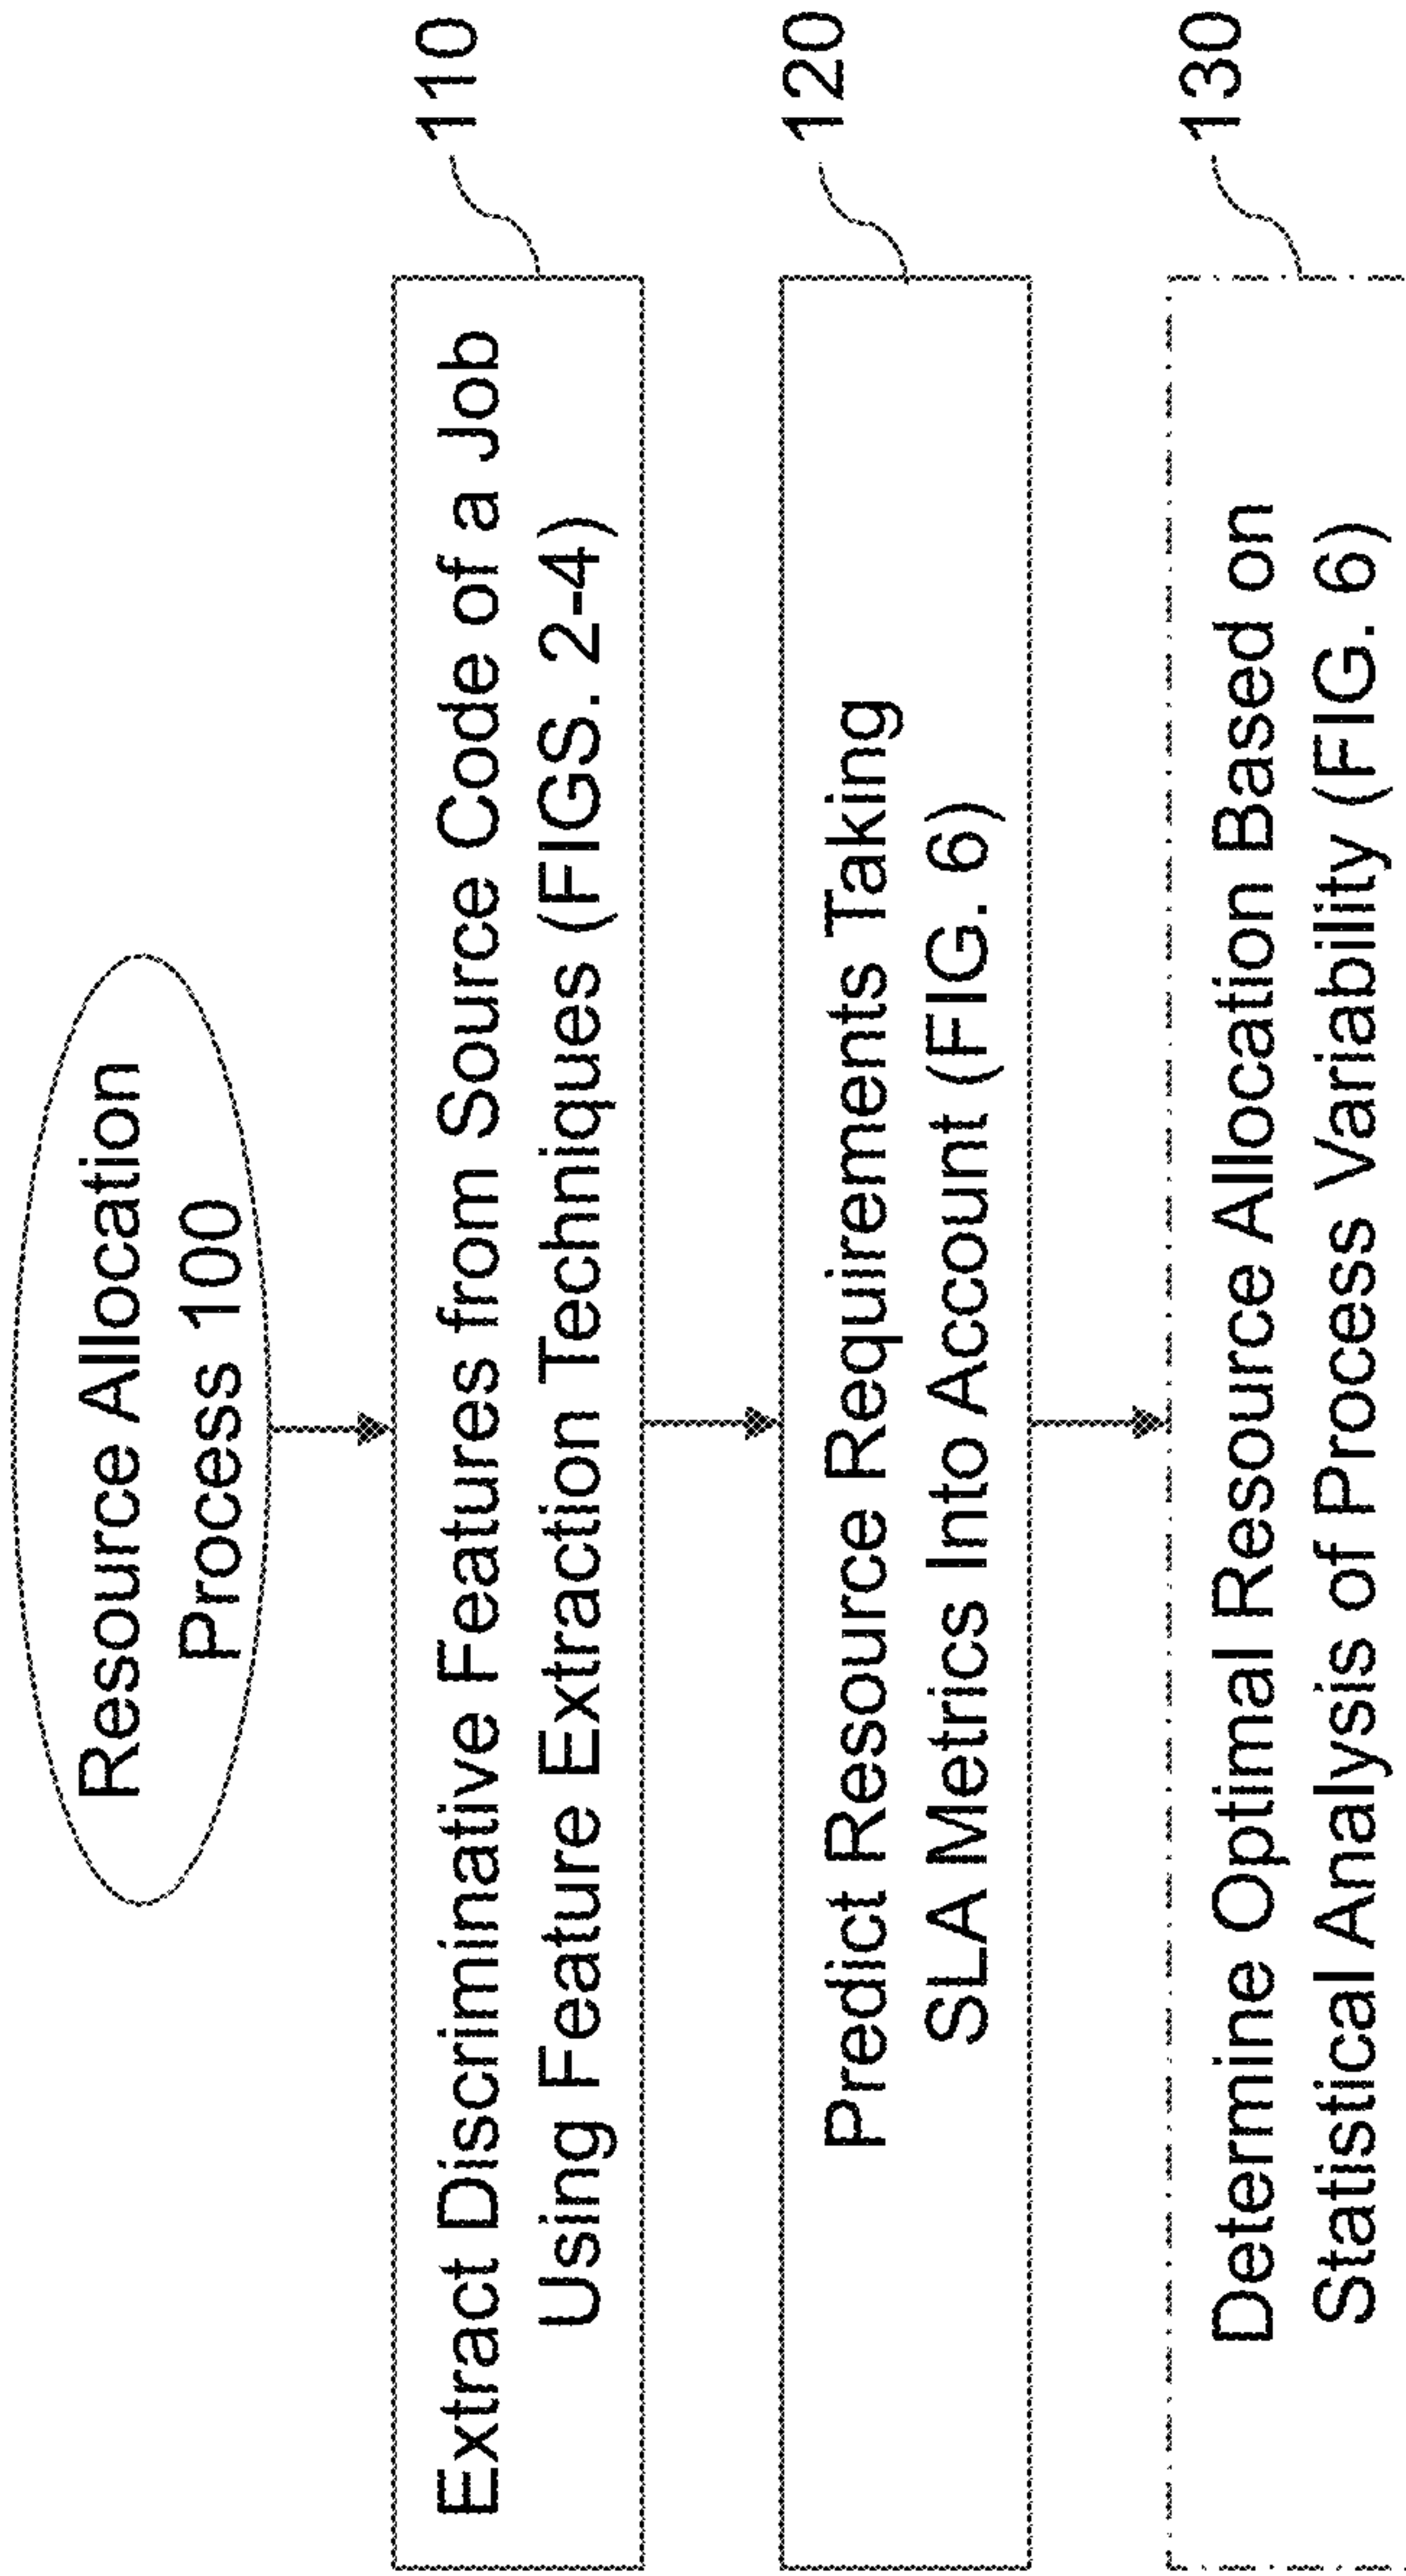 Resource Allocation
Process 100
110
Extract Discriminative Features from Source Code of a Job
Using Feature Extraction Techniques (FIGS. 2-4)
120
Predict Resource Requirements Taking
SLA Metrics Into Account (FIG. 6)
130
Determine Optimal Resource Allocation Based on
Statistical Analysis of Process Variability (FIG. 6)